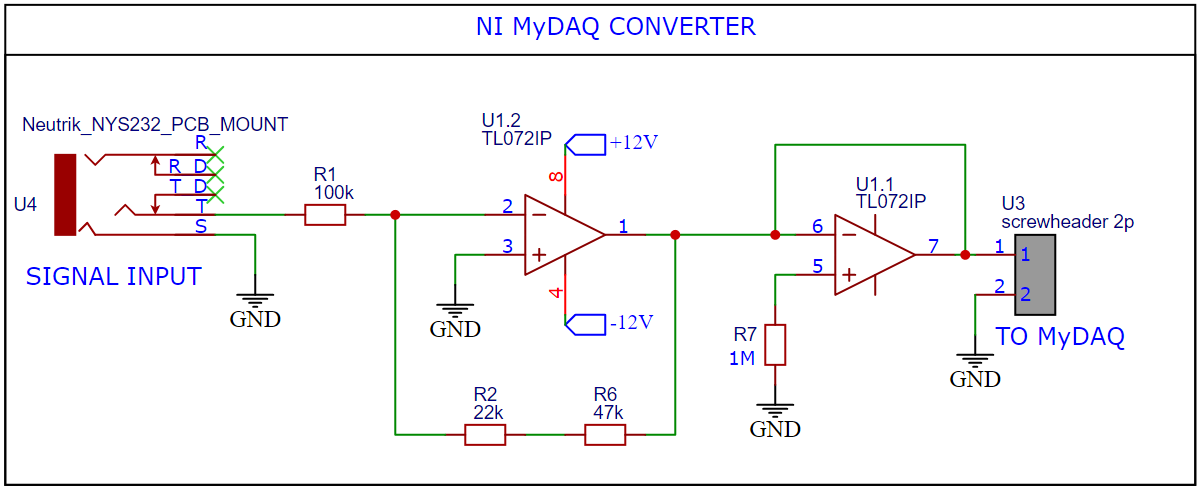 NI MyDAQ CONVERTER
Neutrik_NYS232_PCB_MOUNT
R
R D
T D
T
S
U4
SIGNAL INPUT
GND
R1
100k
U1.2
TL072IP
+12V
8
2
3
1
4
-12V
GND
R2
22k
R6
47k
U1.1
TL072IP
6
5
7
R7
1M
GND
U3
screwheader 2p
1 1
2 2
TO MyDAQ
GND